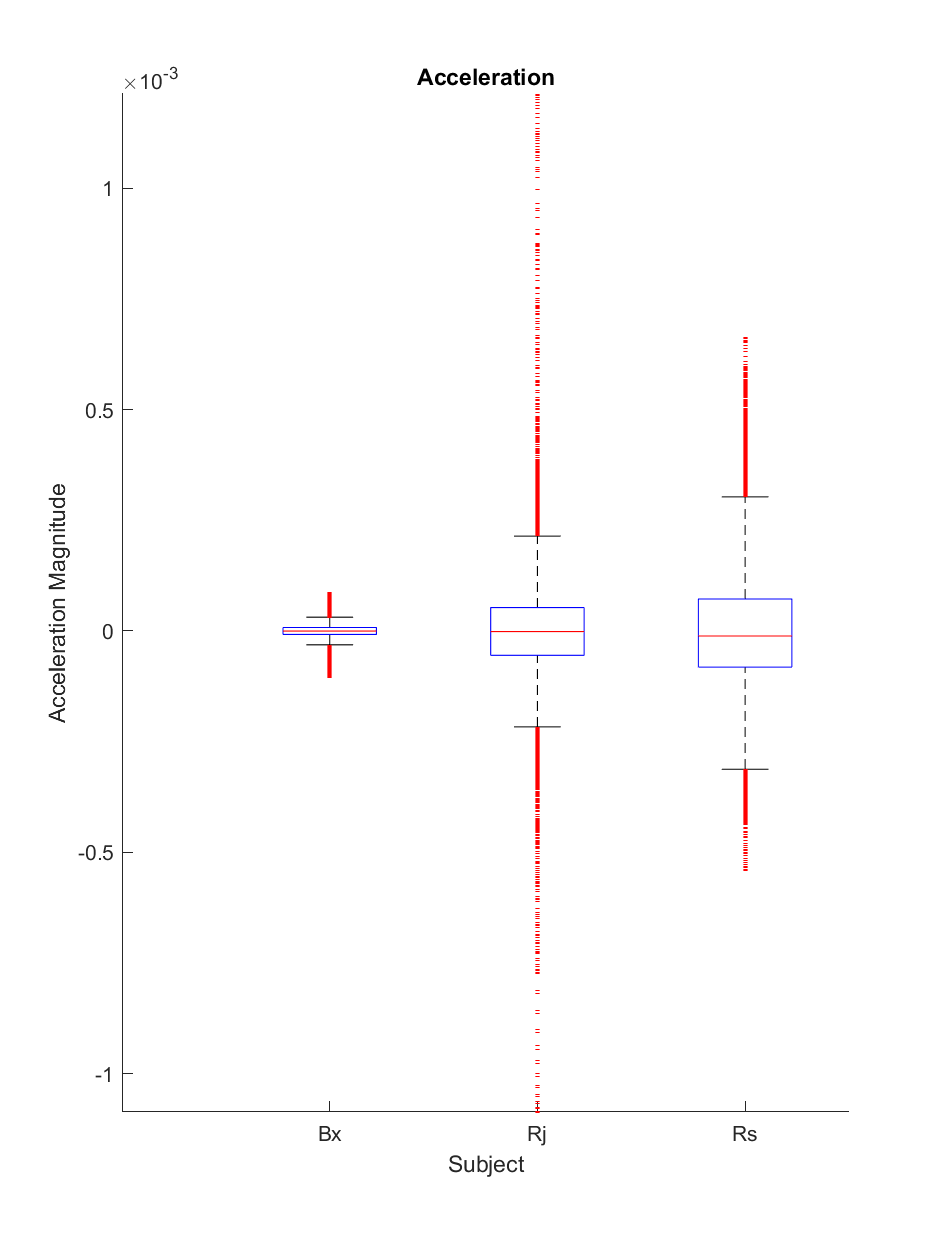 Acceleration
×10-3
1
0.5
0
-0.5
-1
Acceleration Magnitude
Bx Rj Rs
Subject